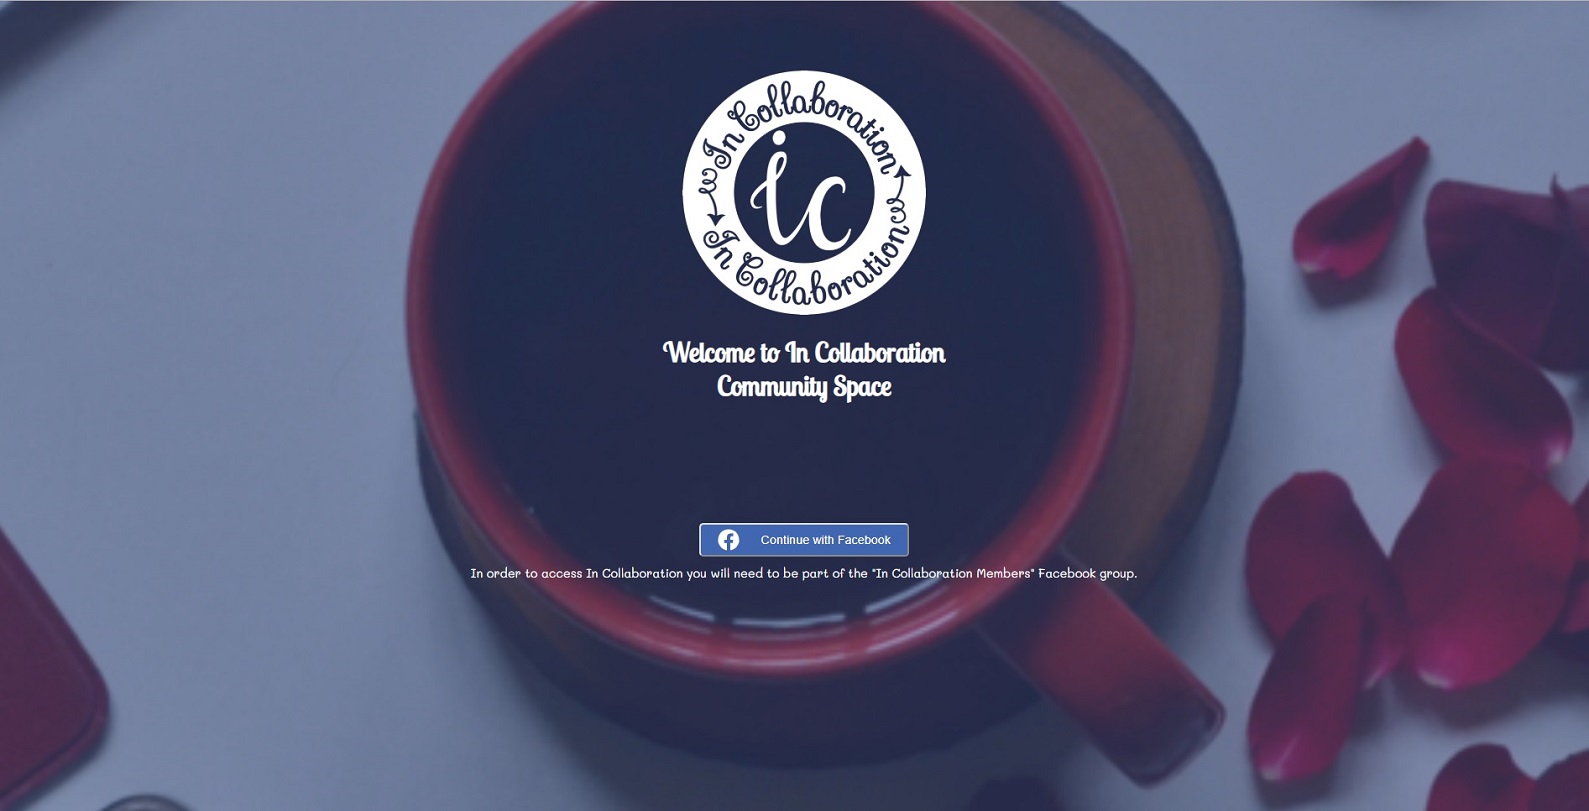 In Collaboration
ic
In Collaboration
Welcome to In Collaboration
Community Space
Continue with Facebook
In order to access In Collaboration you will need to be part of the "In Collaboration Members" Facebook group.